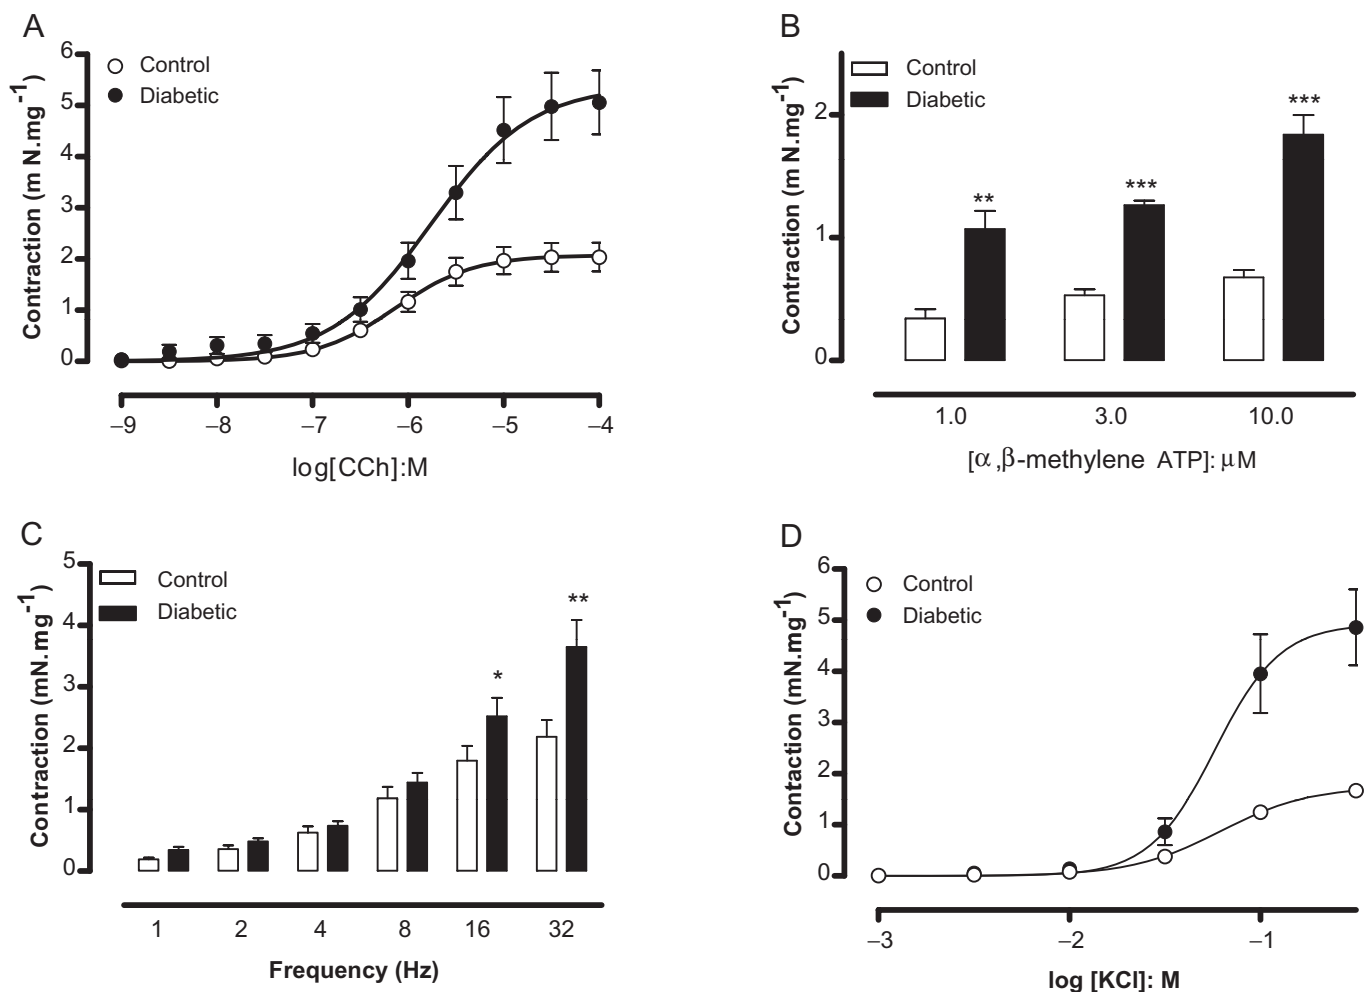 A
6
5
4
3
2
1
0
Contraction (m N.mg⁻¹)
Control
Diabetic
–9 –8 –7 –6 –5 –4
log[CCh]:M
B
2
1
0
Contraction (m N.mg⁻¹)
Control
Diabetic
** *** ***
1.0 3.0 10.0
[α,β-methylene ATP]: μM
C
5
4
3
2
1
0
Contraction (mN.mg⁻¹)
Control
Diabetic
* **
1 2 4 8 16 32
Frequency (Hz)
D
6
5
4
3
2
1
0
Contaction (mN.mg⁻¹)
Control
Diabetic
–3 –2 –1
log [KCl]: M